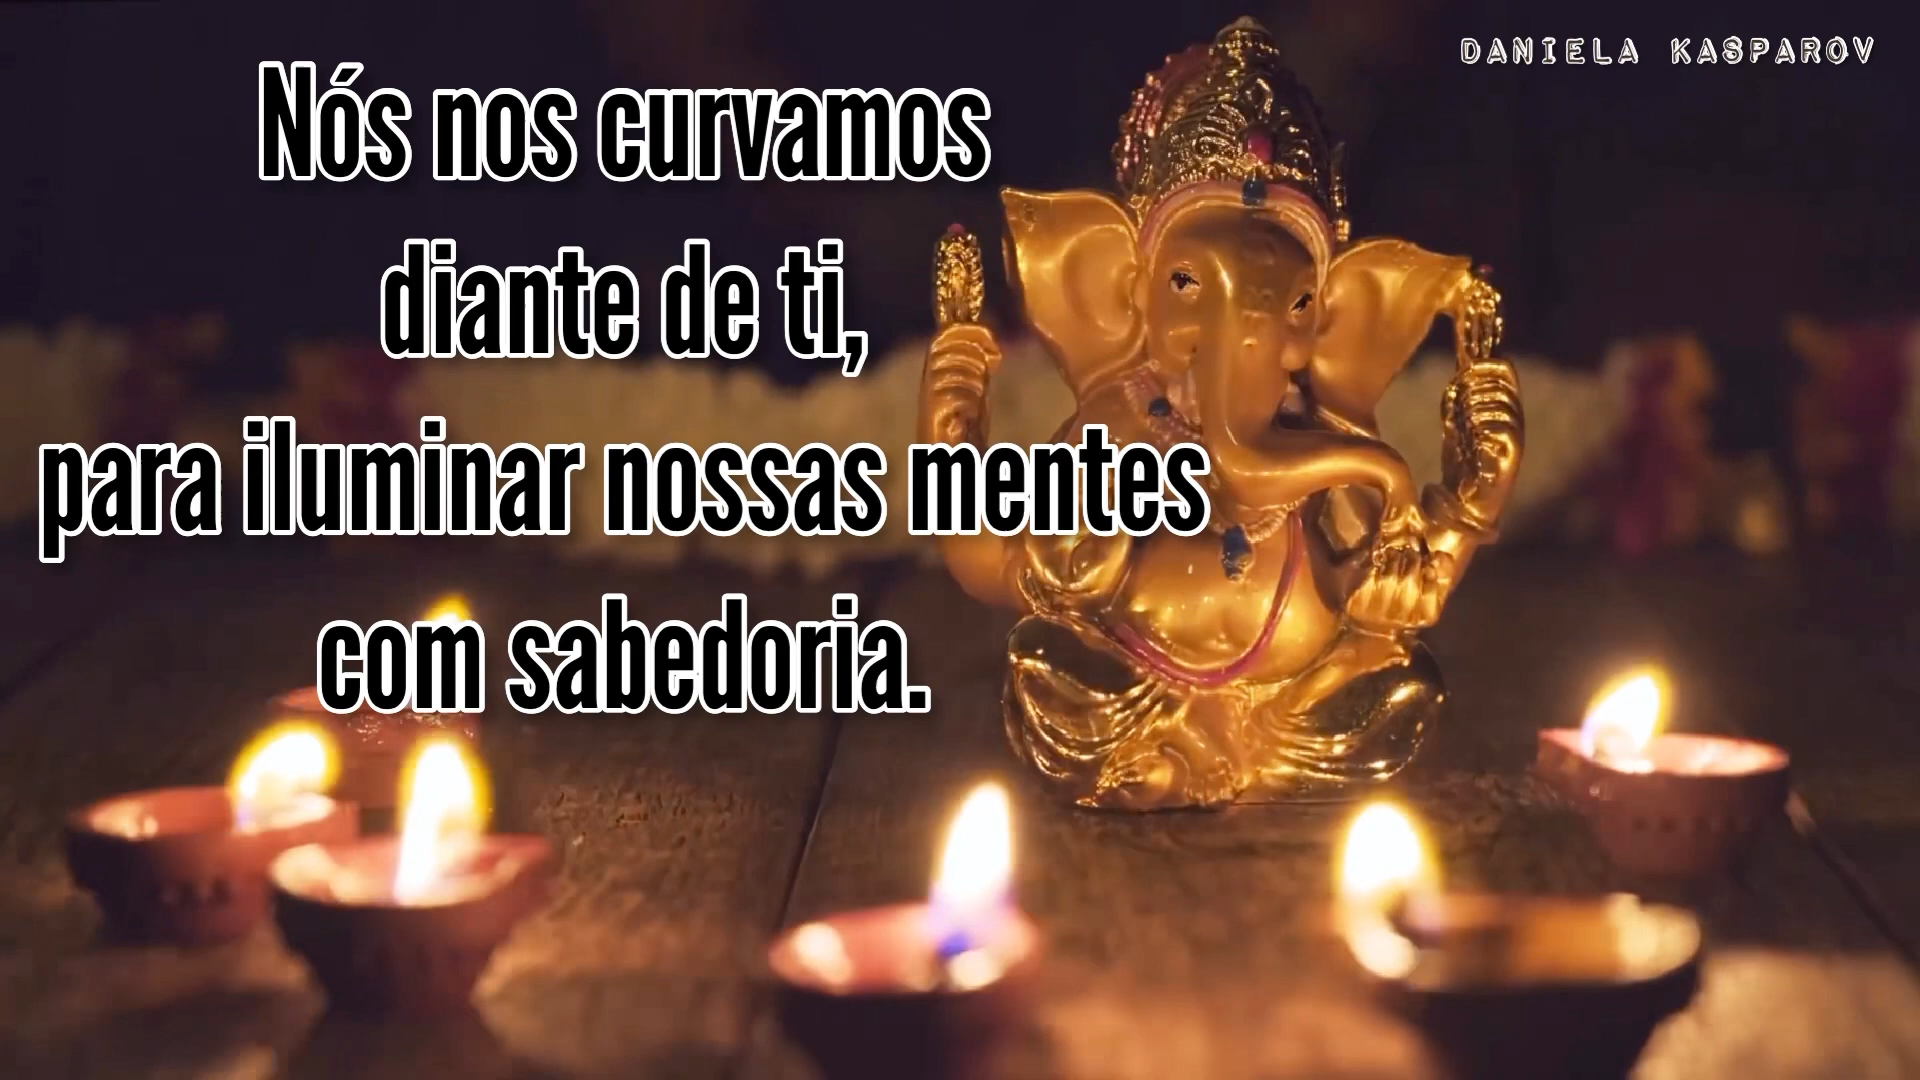 DANIELA KASPAROV
Nós nos curvamos
diante de ti,
para iluminar nossas mentes
com sabedoria.